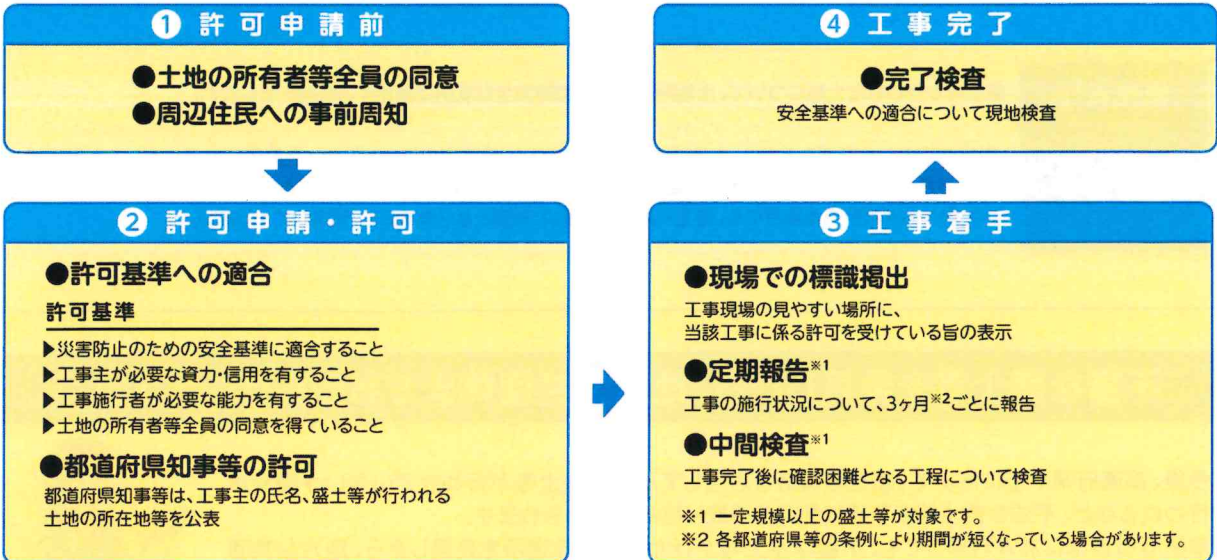 ❶ 許可申請前
●土地の所有者等全員の同意
●周辺住民への事前周知
❷ 許可申請・許可
●許可基準への適合
許可基準
▶災害防止のための安全基準に適合すること
▶工事主が必要な資力・信用を有すること
▶工事施行者が必要な能力を有すること
▶土地の所有者等全員の同意を得ていること
●都道府県知事等の許可
都道府県知事等は、工事主の氏名、盛土等が行われる
土地の所在地等を公表
❸ 工事着手
●現場での標識掲出
工事現場の見やすい場所に、
当該工事に係る許可を受けている旨の表示
●定期報告※1
工事の施行状況について、3ヶ月※2ごとに報告
●中間検査※1
工事完了後に確認困難となる工程について検査
※1 一定規模以上の盛土等が対象です。
※2 各都道府県等の条例により期間が短くなっている場合があります。
❹ 工事完了
●完了検査
安全基準への適合について現地検査